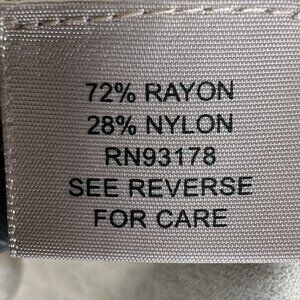 72% RAYON
28% NYLON
RN93178
SEE REVERSE
FOR CARE